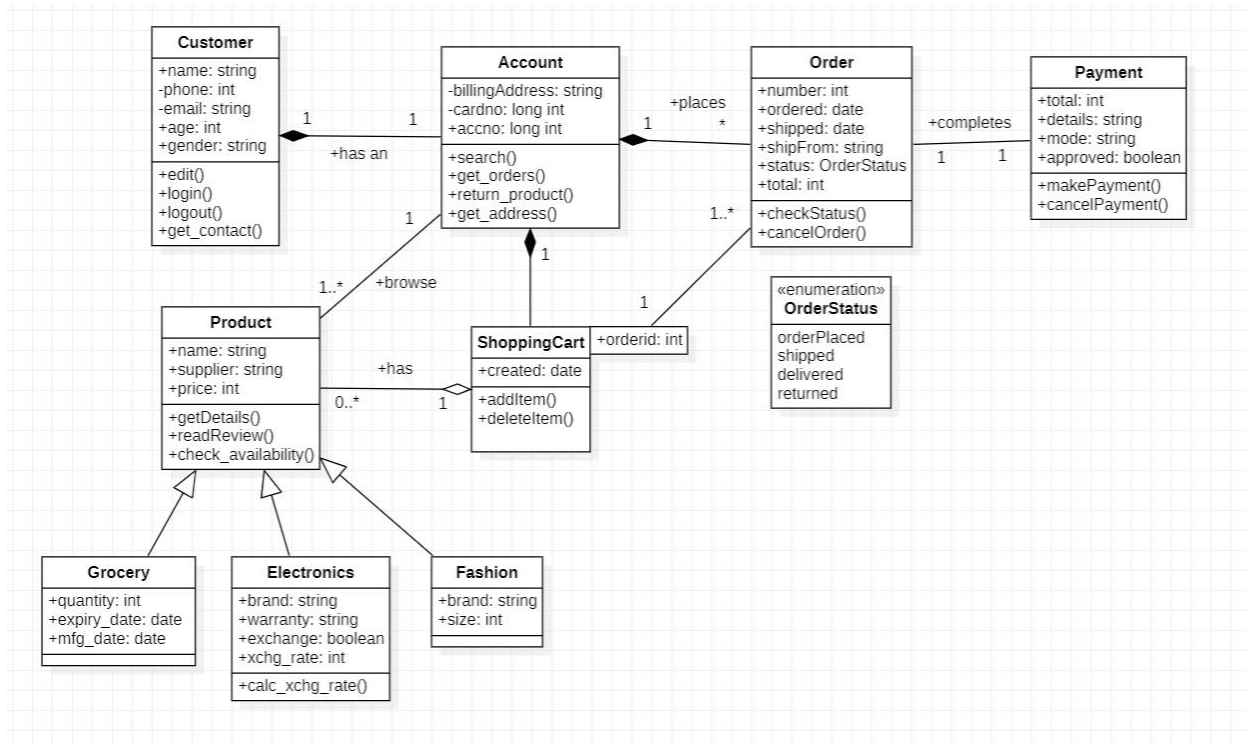 Customer
+name: string
-phone: int
-email: string
+age: int
+gender: string
+edit()
+login()
+logout()
+get_contact()
1
1
+has an
Account
-billingAddress: string
-cardno: long int
+accno: long int
+search()
+get_orders()
+return_product()
+get_address()
+places
1
*
Order
+number: int
+ordered: date
+shipped: date
+shipFrom: string
+status: OrderStatus
+total: int
+checkStatus()
+cancelOrder()
+completes
1
1
Payment
+total: int
+details: string
+mode: string
+approved: boolean
+makePayment()
+cancelPayment()
1
1..*
+browse
1
1..*
1
«enumeration»
OrderStatus
orderPlaced
shipped
delivered
returned
Product
+name: string
+supplier: string
+price: int
+getDetails()
+readReview()
+check_availability()
+has
0..*
1
ShoppingCart
+created: date
+addItem()
+deleteItem()
+orderid: int
Grocery
+quantity: int
+expiry_date: date
+mfg_date: date
Electronics
+brand: string
+warranty: string
+exchange: boolean
+xchg_rate: int
+calc_xchg_rate()
Fashion
+brand: string
+size: int